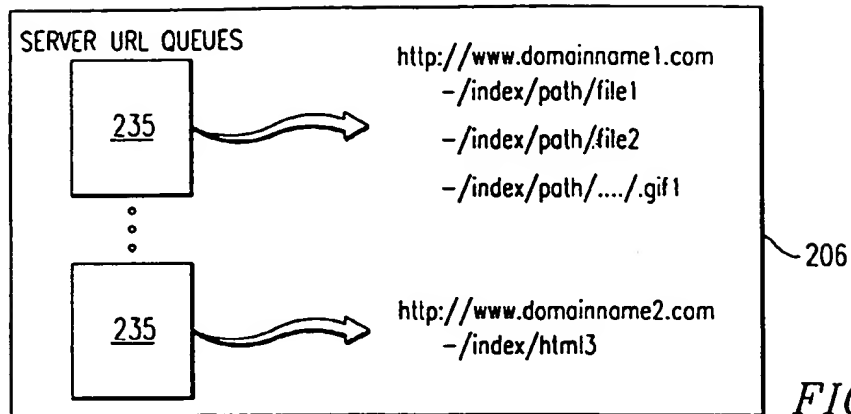 SERVER URL QUEUES
235
http://www.domainname1.com
-/index/path/file1
-/index/path/.file2
-/index/path/..../.gif1
206
235
http://www.domainname2.com
-/index/html3